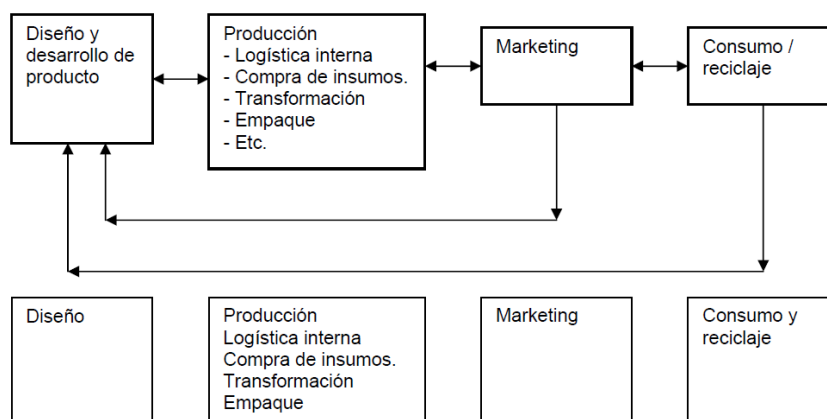 Diseño y
desarrollo de
producto
Producción
- Logística interna
- Compra de insumos.
- Transformación
- Empaque
- Etc.
Marketing
Consumo /
reciclaje
Diseño
Producción
Logística interna
Compra de insumos.
Transformación
Empaque
Marketing
Consumo y
reciclaje